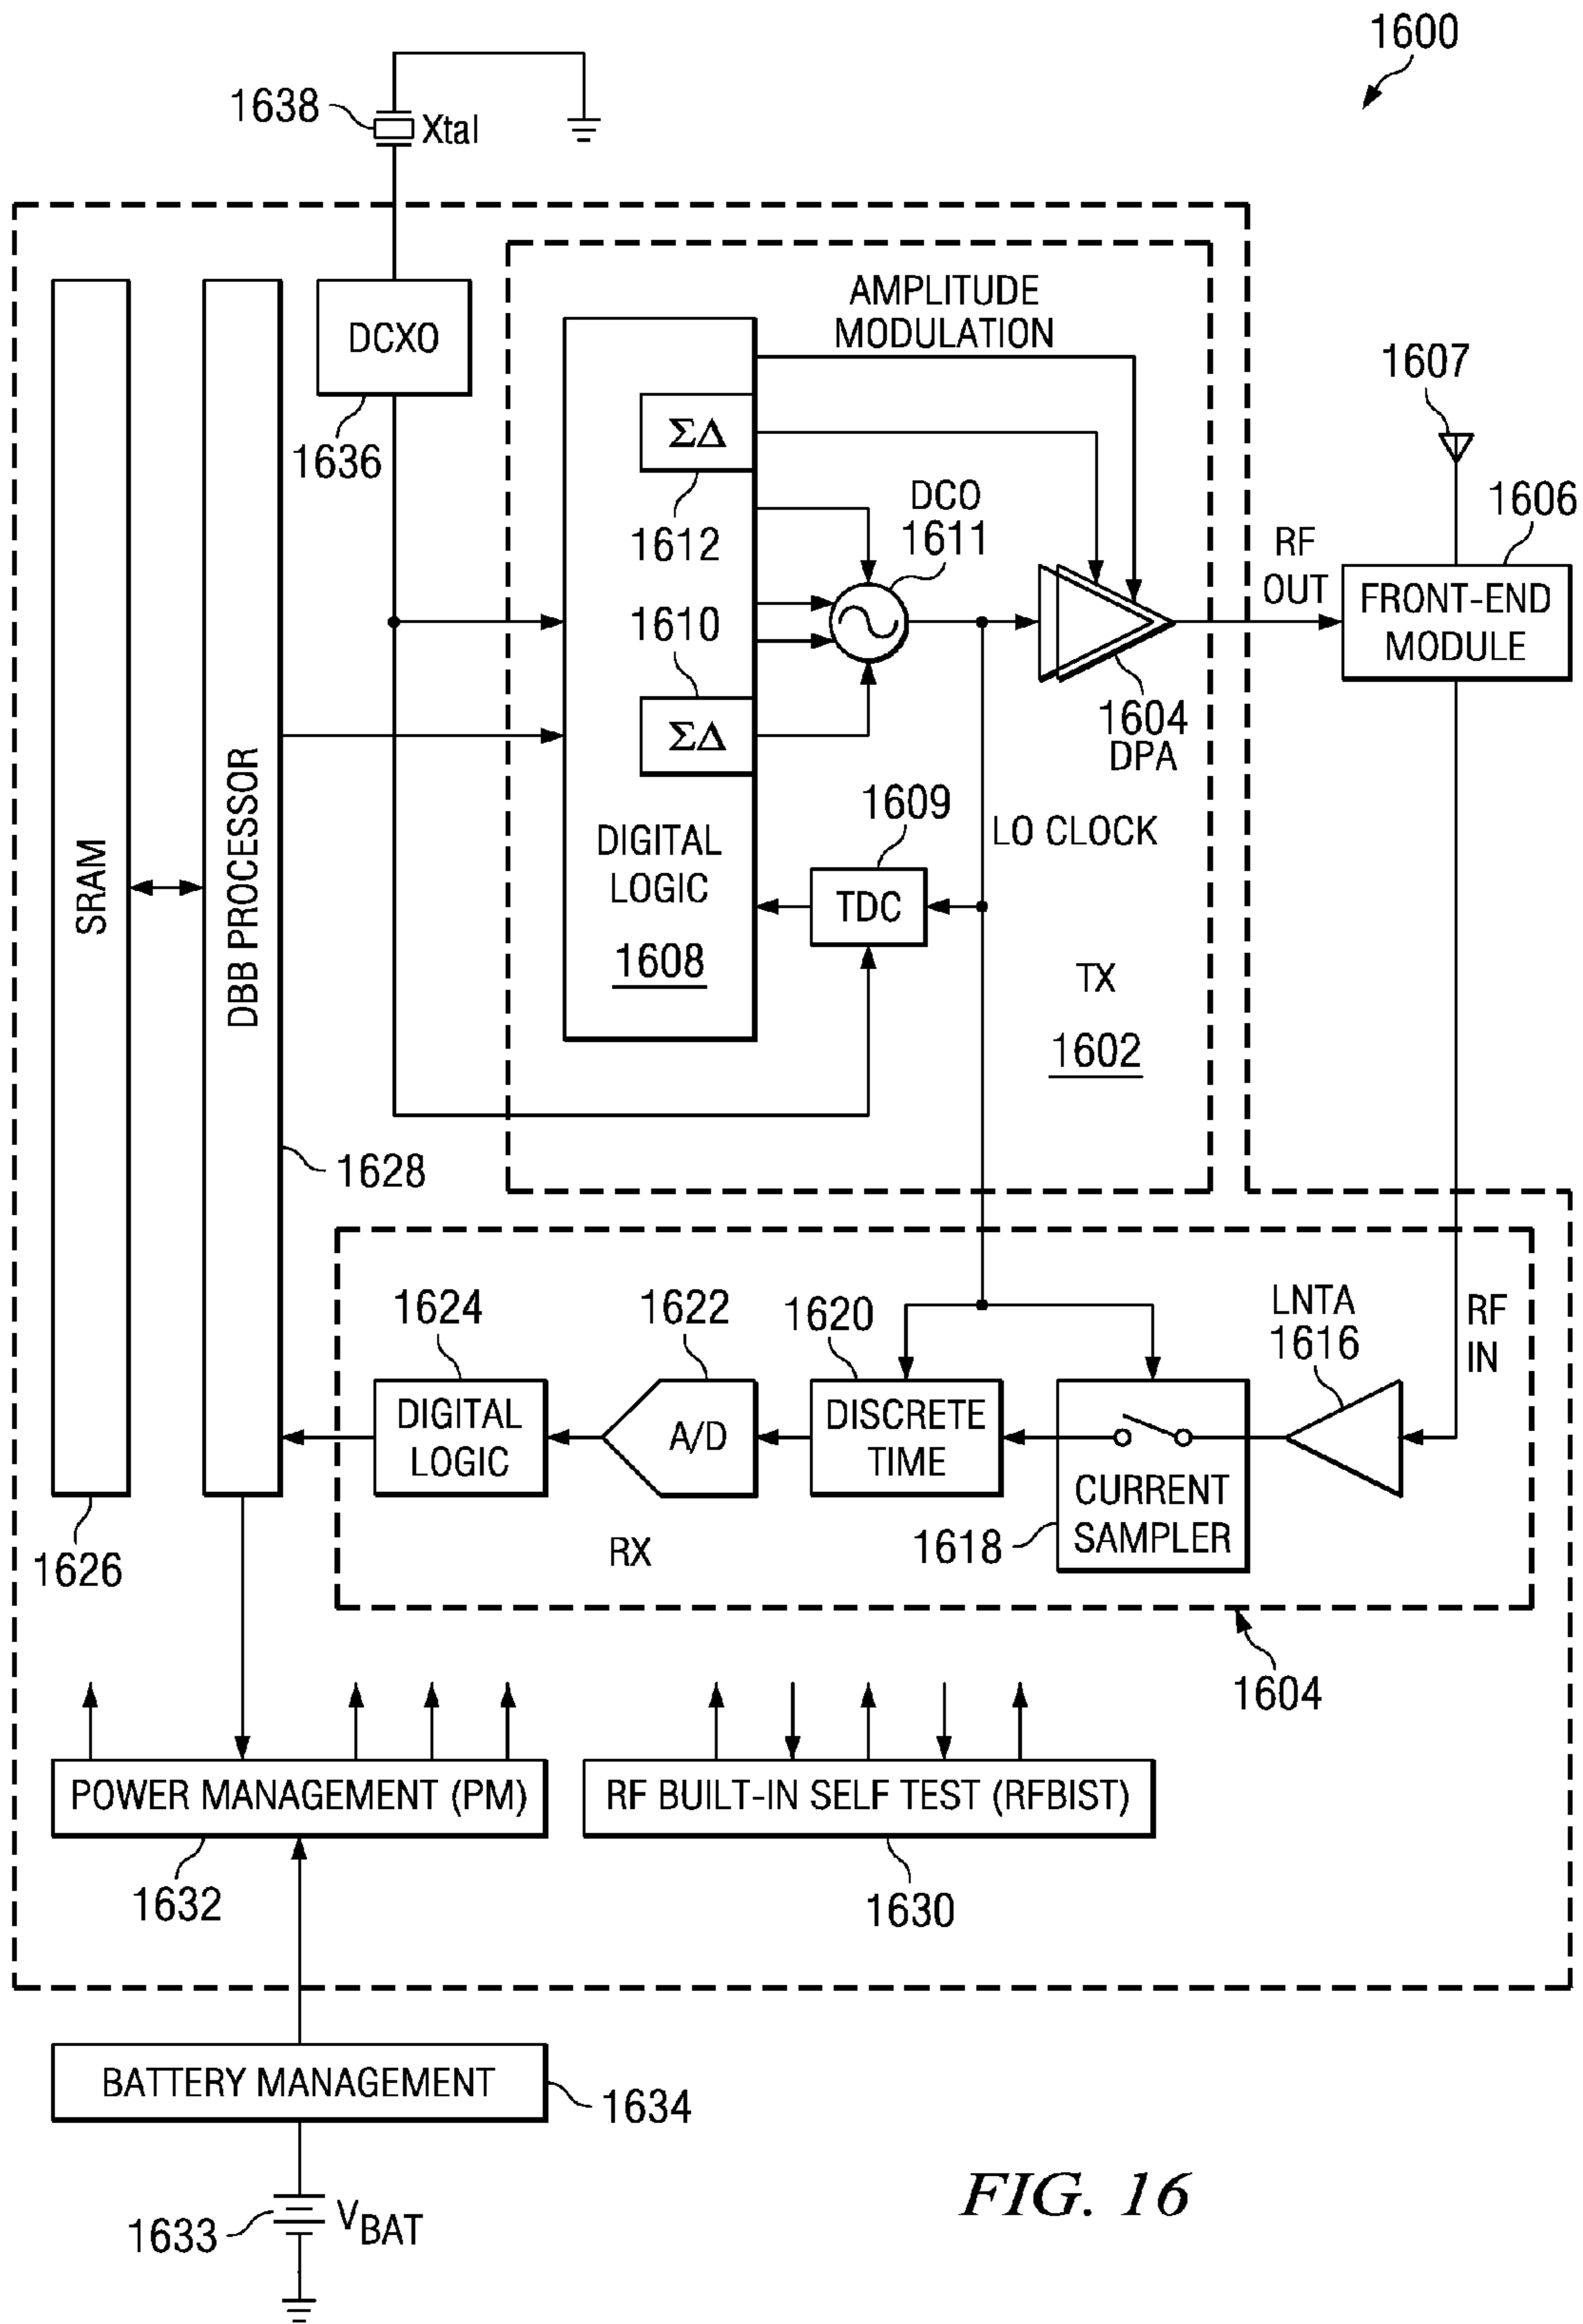 1600
1638
Xtal
DCXO
1636
AMPLITUDE
MODULATION
ΣΔ
1612
DCO
1611
1610
ΣΔ
1607
1606
RF
OUT
FRONT-END
MODULE
1604
DPA
1609
LO CLOCK
DIGITAL
LOGIC
1608
TDC
TX
1602
SRAM
DBB PROCESSOR
1628
1624
1622
1620
LNTA
1616
RF
IN
DIGITAL
LOGIC
A/D
DISCRETE
TIME
CURRENT
SAMPLER
1618
RX
1626
1604
POWER MANAGEMENT (PM)
RF BUILT-IN SELF TEST (RFBIST)
1632
1630
BATTERY MANAGEMENT
1634
1633
VBAT
FIG. 16